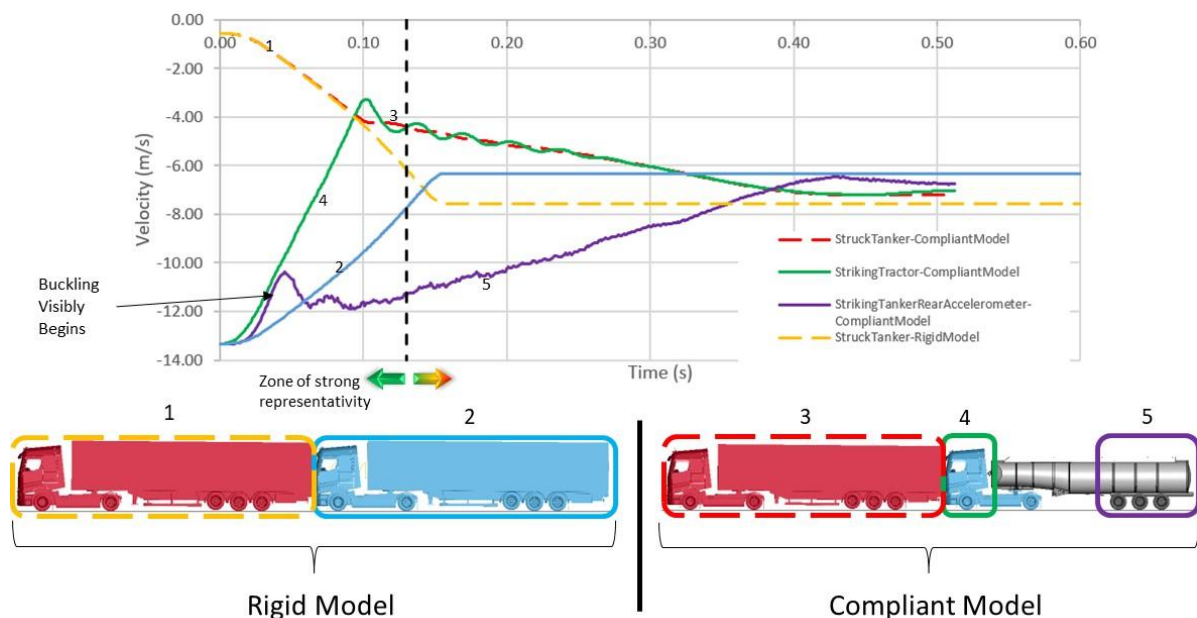 0.00
0.00 0.10 0.20 0.30 0.40 0.50 0.60
-2.00
-4.00
-6.00
-8.00
-10.00
-12.00
-14.00
Velocity (m/s)
1
3
4
2
5
Buckling
Visibly
Begins
StruckTanker-CompliantModel
StrikingTractor-CompliantModel
StrikingTankerRearAccelerometer-
CompliantModel
StruckTanker-RigidModel
Time (s)
Zone of strong
representativity
1 2 3 4 5
Rigid Model
Compliant Model